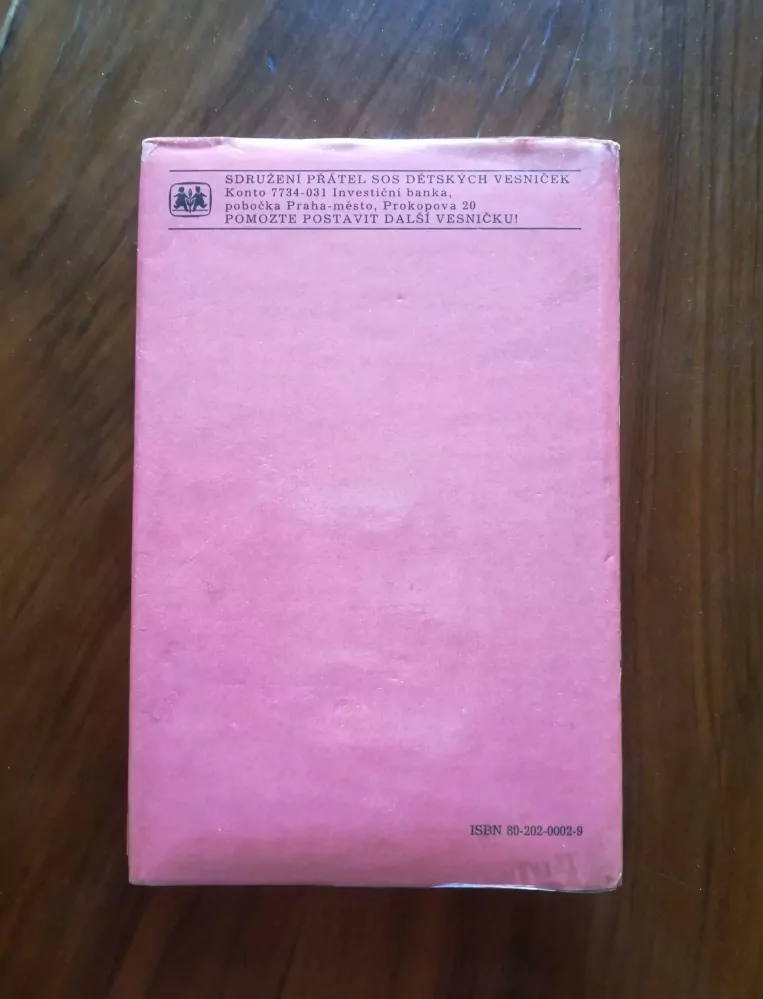 SDRUŽENÍ PŘÁTEL SOS DĚTSKÝCH VESNIČEK
Konto 7734-031 Investiční banka,
pobočka Praha-město, Prokopova 20
POMOZTE POSTAVIT DALŠÍ VESNIČKU!
ISBN 80-202-0002-9